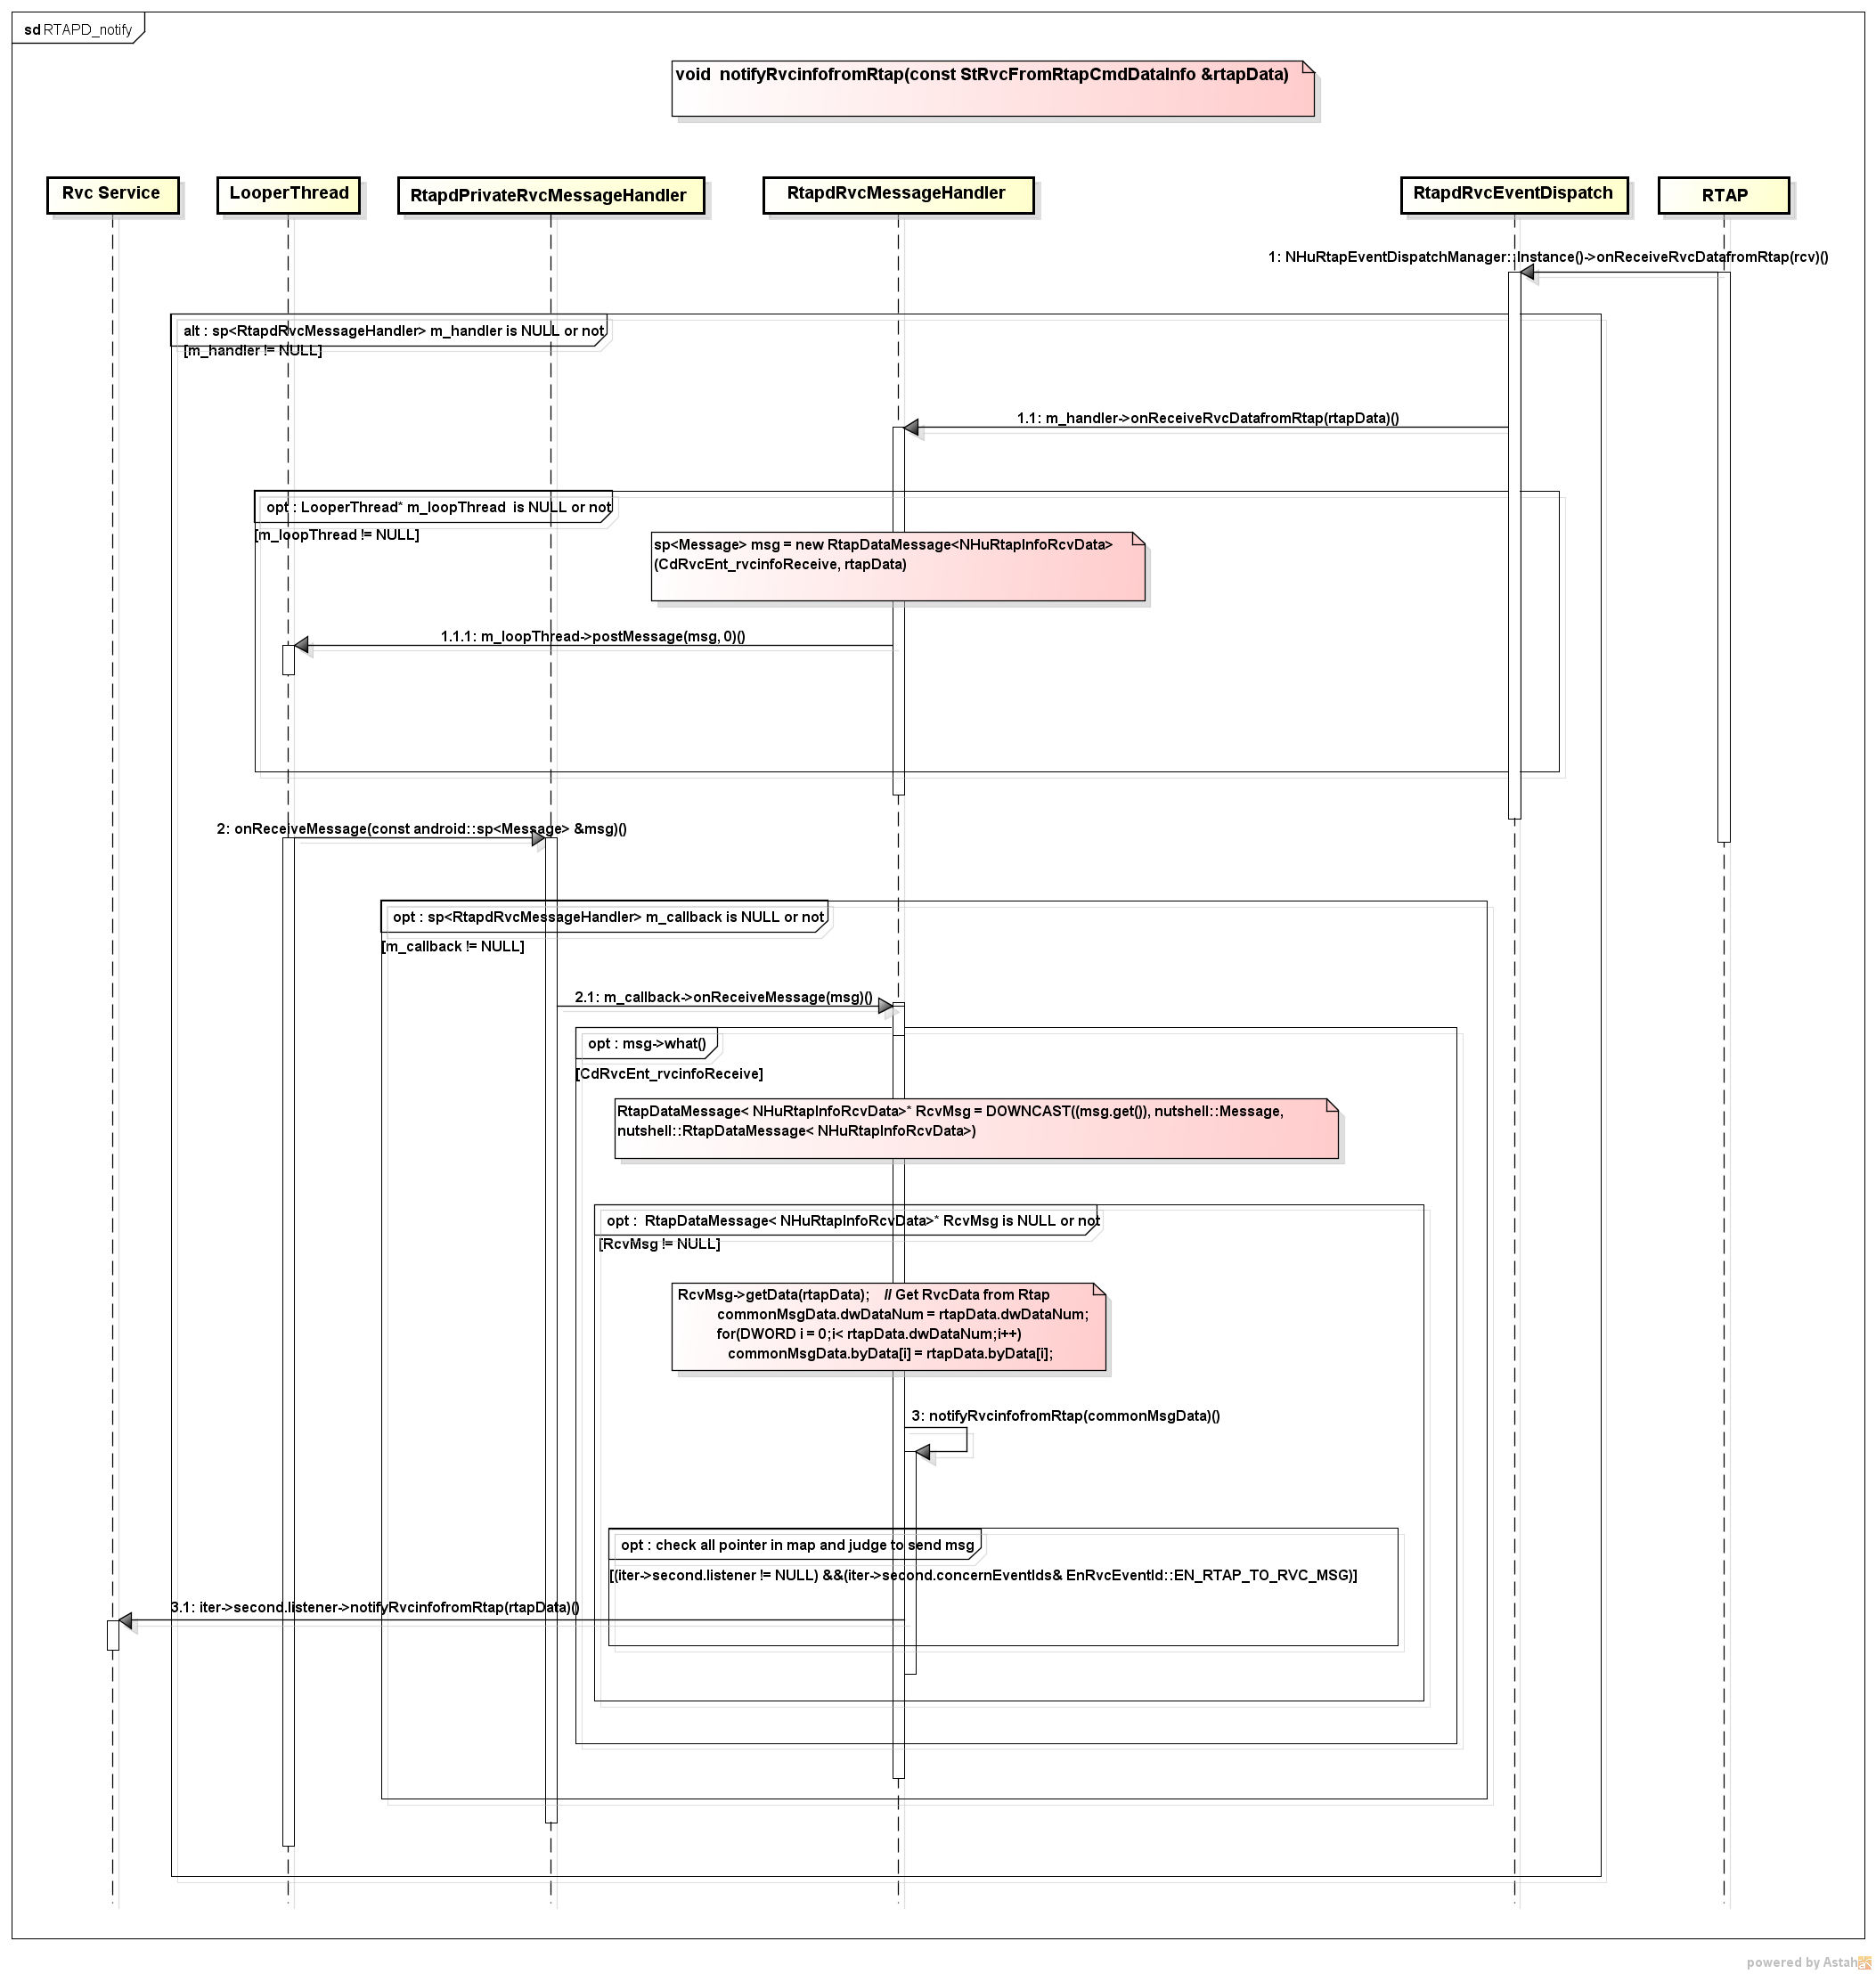 sd RTAPD_notify
void notifyRvcinfofromRtap(const StRvcFromRtapCmdDataInfo &rtapData)
Rvc Service
LooperThread
RtapdPrivateRvcMessageHandler
RtapdRvcMessageHandler
RtapdRvcEventDispatch
RTAP
1: NHuRtapEventDispatchManager::Instance()->onReceiveRvcDatafromRtap(rcv)()
alt : sp<RtapdRvcMessageHandler> m_handler is NULL or not
[m_handler != NULL]
1.1: m_handler->onReceiveRvcDatafromRtap(rtapData)()
opt : LooperThread* m_loopThread is NULL or not
[m_loopThread != NULL]
sp<Message> msg = new RtapDataMessage<NHuRtapInfoRcvData>
(CdRvcEnt_rvcinfoReceive, rtapData)
1.1.1: m_loopThread->postMessage(msg, 0)()
2: onReceiveMessage(const android::sp<Message> &msg)()
opt : sp<RtapdRvcMessageHandler> m_callback is NULL or not
[m_callback != NULL]
2.1: m_callback->onReceiveMessage(msg)()
opt : msg->what()
[CdRvcEnt_rvcinfoReceive]
RtapDataMessage< NHuRtapInfoRcvData>* RcvMsg = DOWNCAST((msg.get()), nutshell::Message,
nutshell::RtapDataMessage< NHuRtapInfoRcvData>)
opt : RtapDataMessage< NHuRtapInfoRcvData>* RcvMsg is NULL or not
[RcvMsg != NULL]
RcvMsg->getData(rtapData); // Get RvcData from Rtap
commonMsgData.dwDataNum = rtapData.dwDataNum;
for(DWORD i = 0;i< rtapData.dwDataNum;i++)
commonMsgData.byData[i] = rtapData.byData[i];
3: notifyRvcinfofromRtap(commonMsgData)()
opt : check all pointer in map and judge to send msg
[(iter->second.listener != NULL) &&(iter->second.concernEventIds& EnRvcEventId::EN_RTAP_TO_RVC_MSG)]
3.1: iter->second.listener->notifyRvcinfofromRtap(rtapData)()
powered by Astah